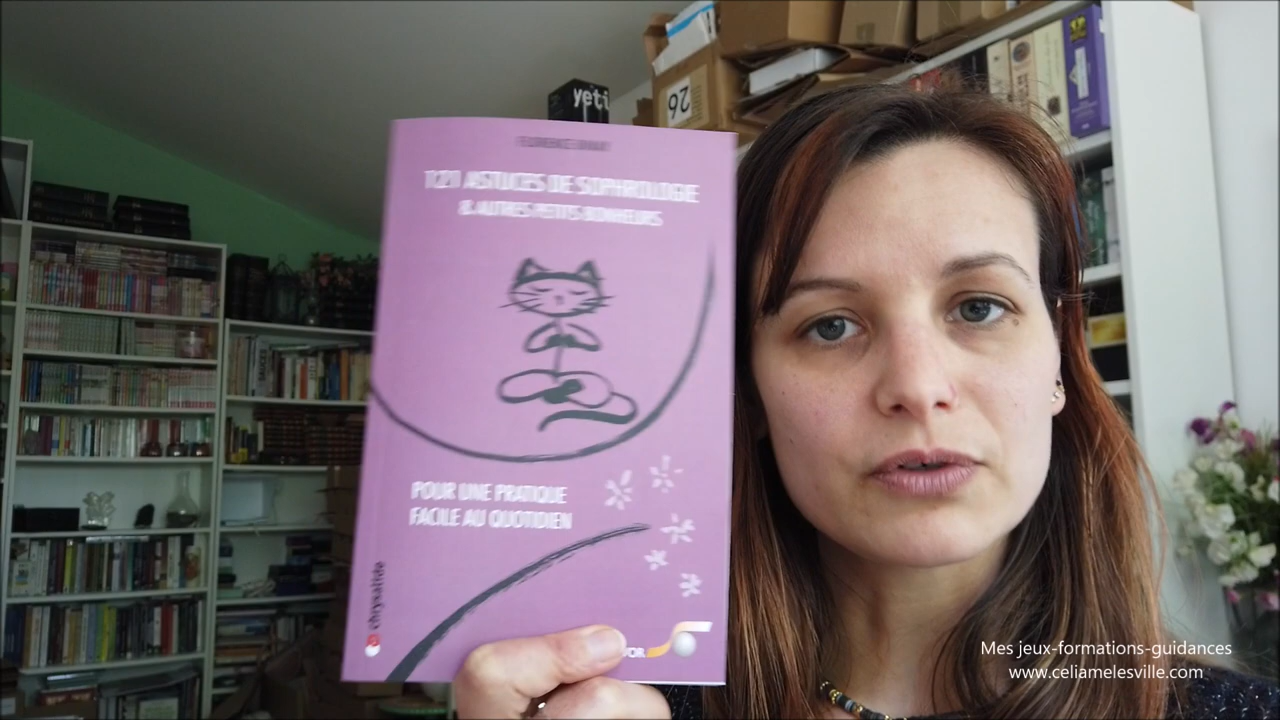 yeti
26
121 ASTUCES DE SOPHROLOGIE
& AUTRES PETITS BONHEURS
POUR UNE PRATIQUE
FACILE AU QUOTIDIEN
chrysalide
Mes jeux-formations-guidances
www.celiamelesville.com